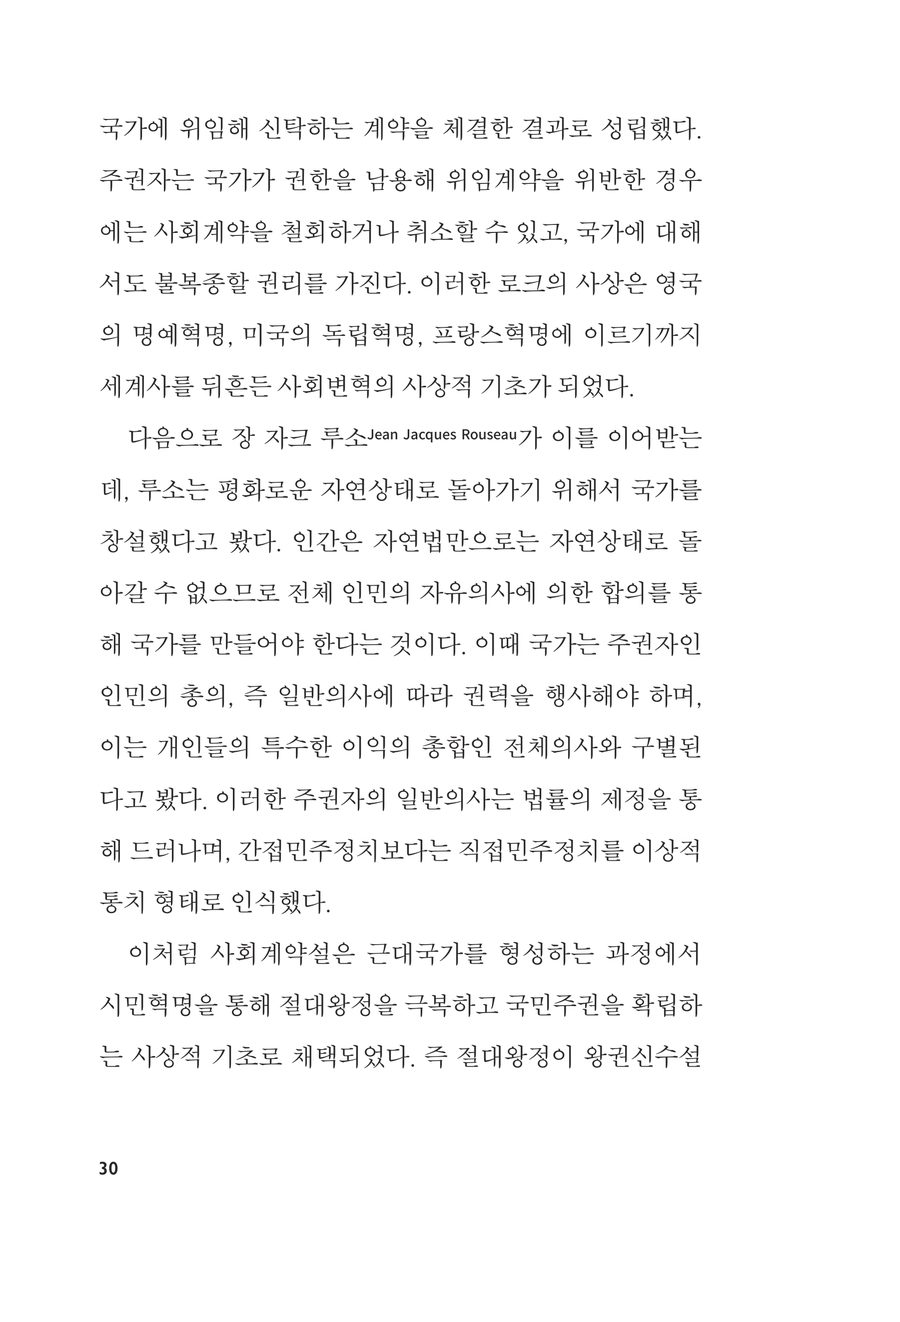 국가에 위임해 신탁하는 계약을 체결한 결과로 성립했다.
주권자는 국가가 권한을 남용해 위임계약을 위반한 경우
에는 사회계약을 철회하거나 취소할 수 있고, 국가에 대해
서도 불복종할 권리를 가진다. 이러한 로크의 사상은 영국
의 명예혁명, 미국의 독립혁명, 프랑스혁명에 이르기까지
세계사를 뒤흔든 사회변혁의 사상적 기초가 되었다.
다음으로 장 자크 루소Jean Jacques Rouseau가 이를 이어받는
데, 루소는 평화로운 자연상태로 돌아가기 위해서 국가를
창설했다고 봤다. 인간은 자연법만으로는 자연상태로 돌
아갈 수 없으므로 전체 인민의 자유의사에 의한 합의를 통
해 국가를 만들어야 한다는 것이다. 이때 국가는 주권자인
인민의 총의, 즉 일반의사에 따라 권력을 행사해야 하며,
이는 개인들의 특수한 이익의 총합인 전체의사와 구별된
다고 봤다. 이러한 주권자의 일반의사는 법률의 제정을 통
해 드러나며, 간접민주정치보다는 직접민주정치를 이상적
통치 형태로 인식했다.
이처럼 사회계약설은 근대국가를 형성하는 과정에서
시민혁명을 통해 절대왕정을 극복하고 국민주권을 확립하
는 사상적 기초로 채택되었다. 즉 절대왕정이 왕권신수설
30